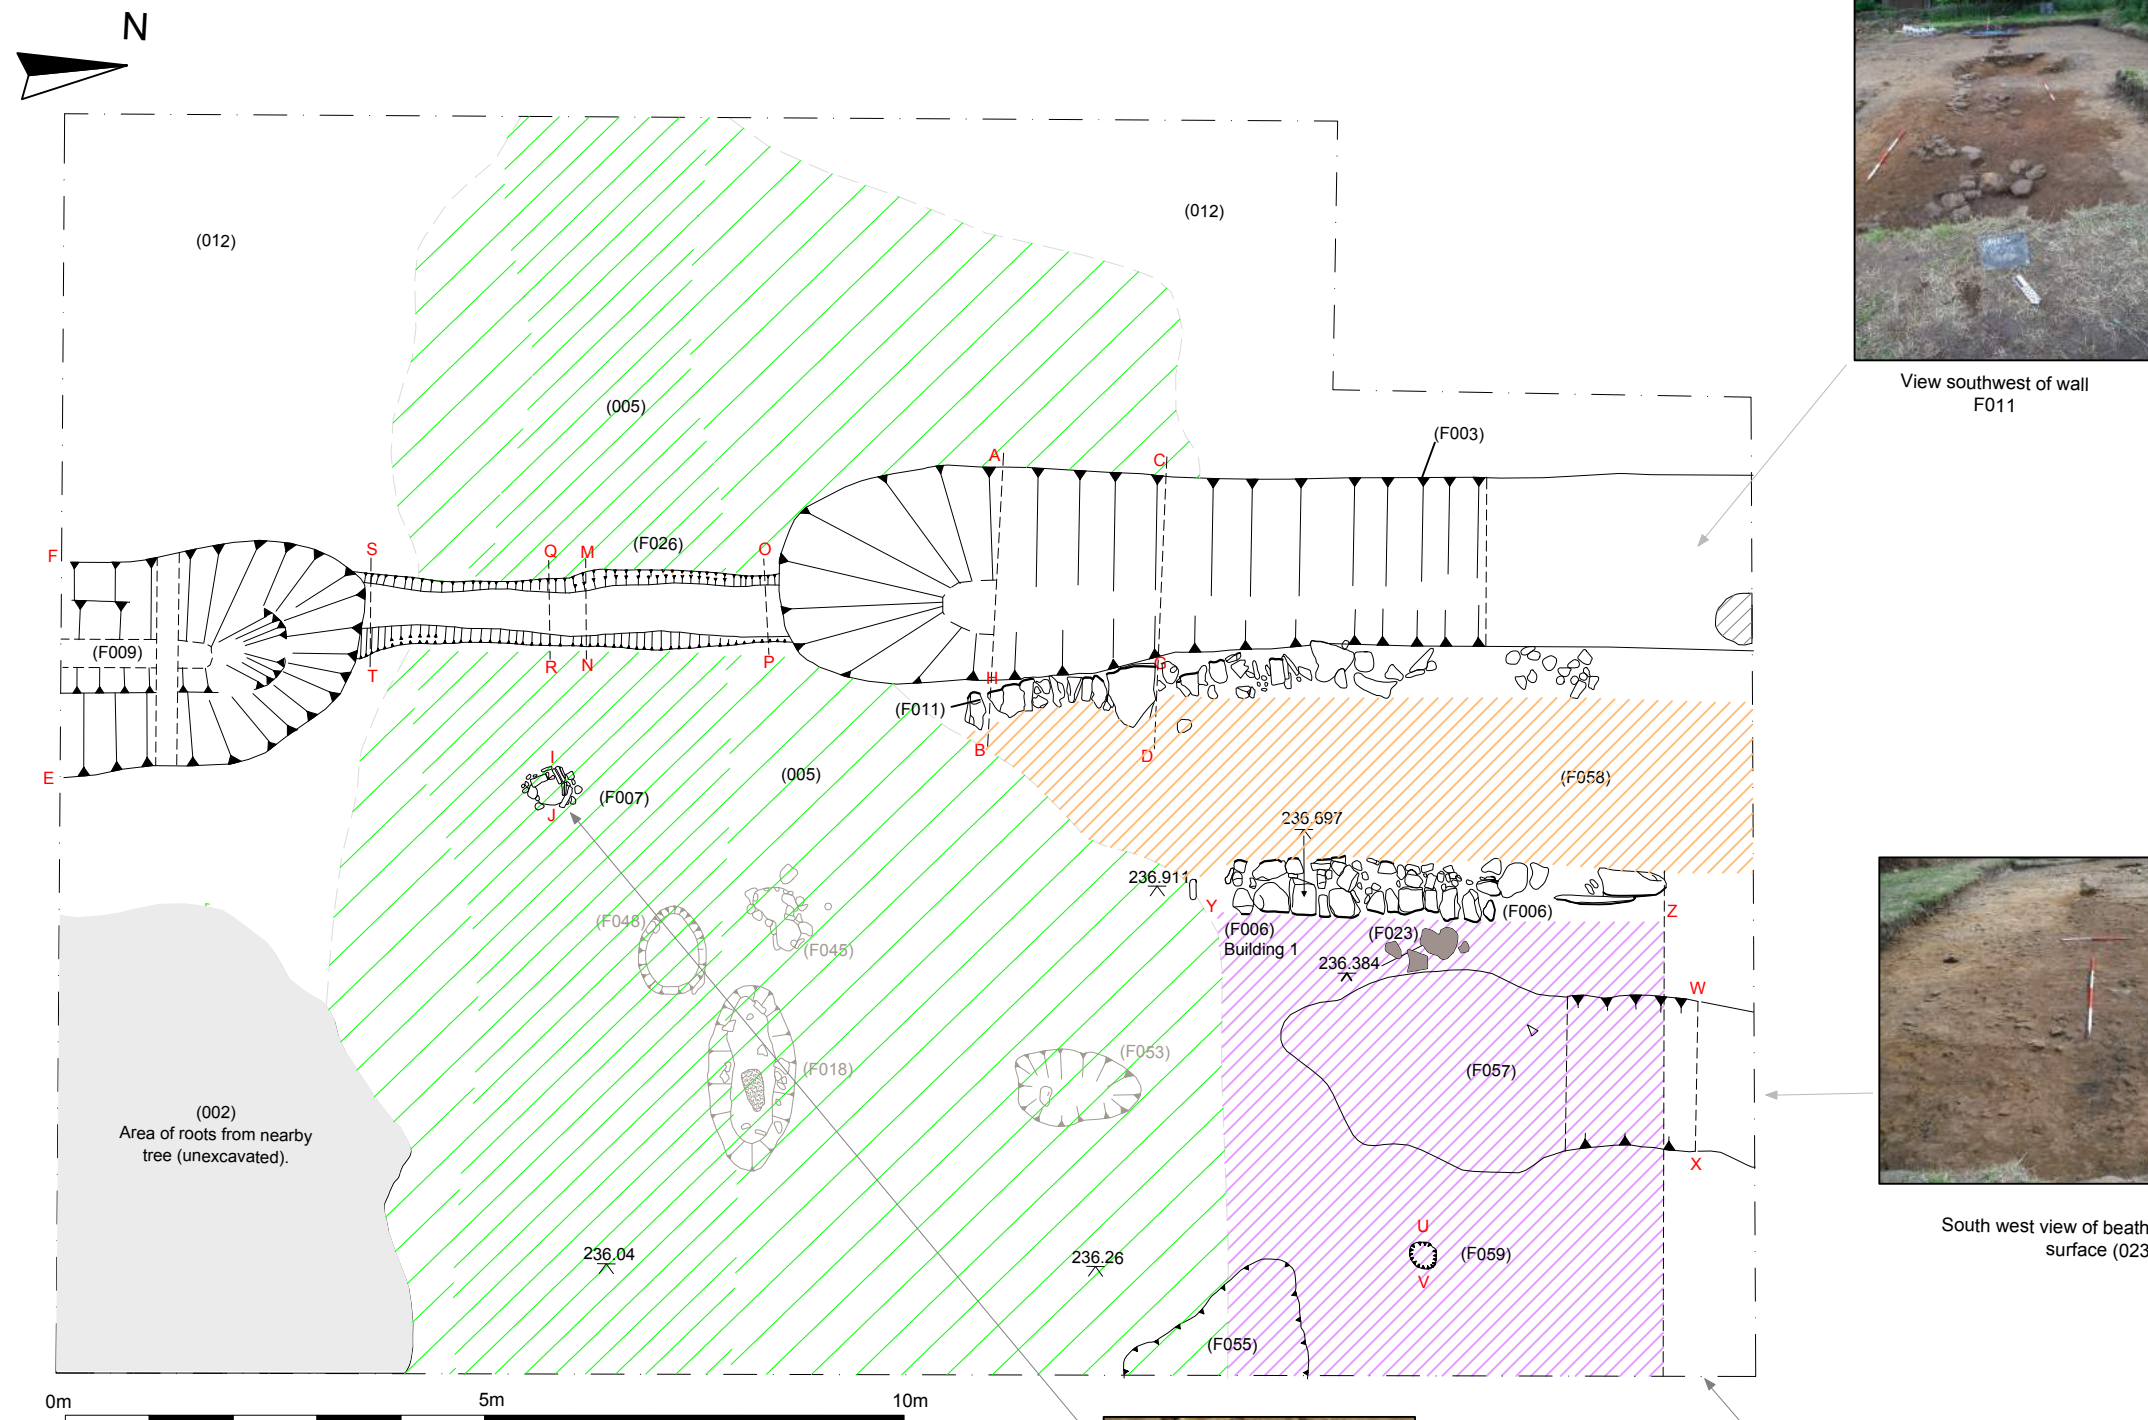 N
(012)
(012)
View southwest of wall
F011
(005)
(F003)
A
C
F
S
Q
M
(F026)
O
(F009)
T
R
N
P
H
G
(F011)
B
D
I
(F007)
J
(005)
(F058)
236.697
236.911
Y
(F006)
Z
(F006)
Building 1
(F023)
236.384
E
(F048)
(F045)
W
(F018)
(F053)
(F057)
(002)
Area of roots from nearby
tree (unexcavated).
X
South west view of beath
surface (023
U
(F059)
V
236.04
236.26
(F055)
0m
5m
10m